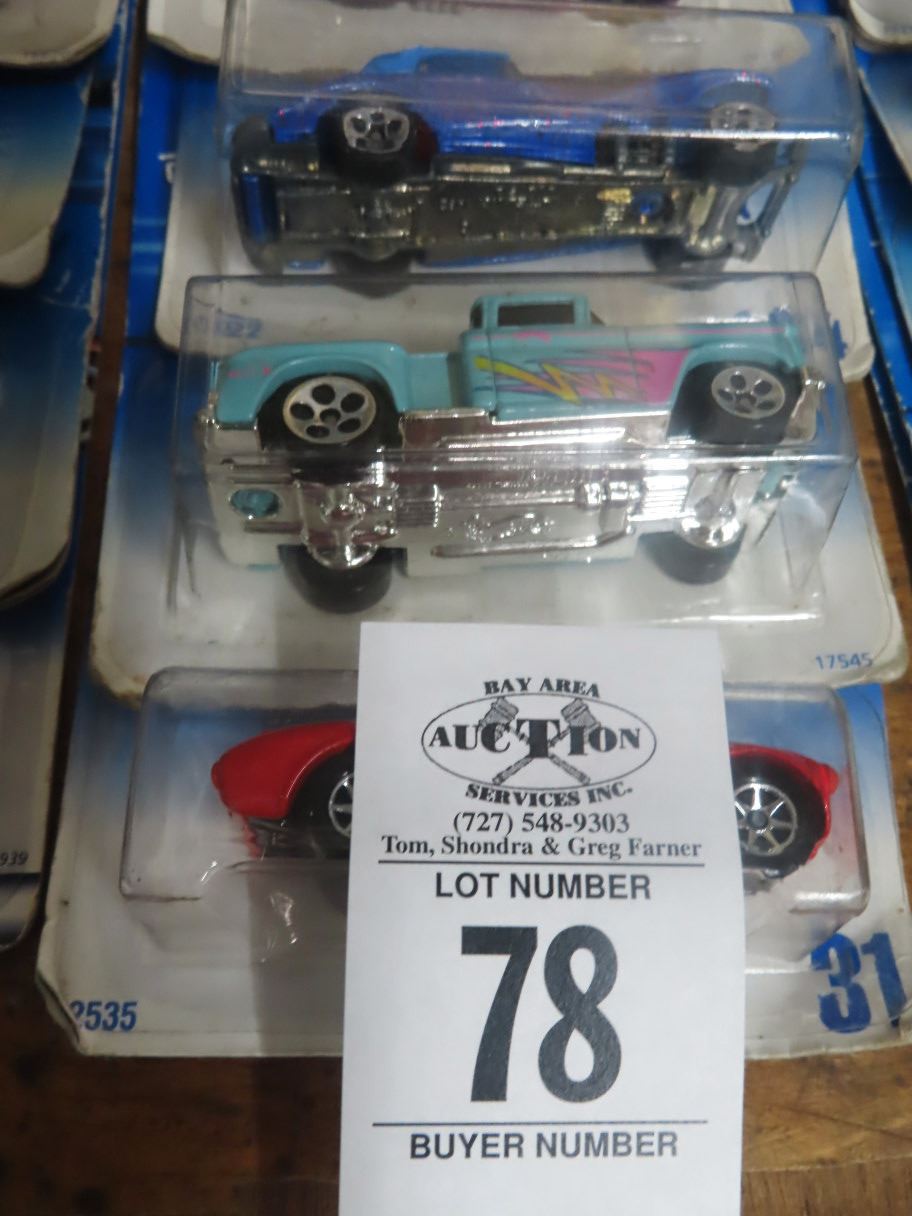 17545
939
BAY AREA
AUCTION
SERVICES INC.
(727) 548-9303
Tom, Shondra & Greg Farner
LOT NUMBER
78
BUYER NUMBER
2535
31